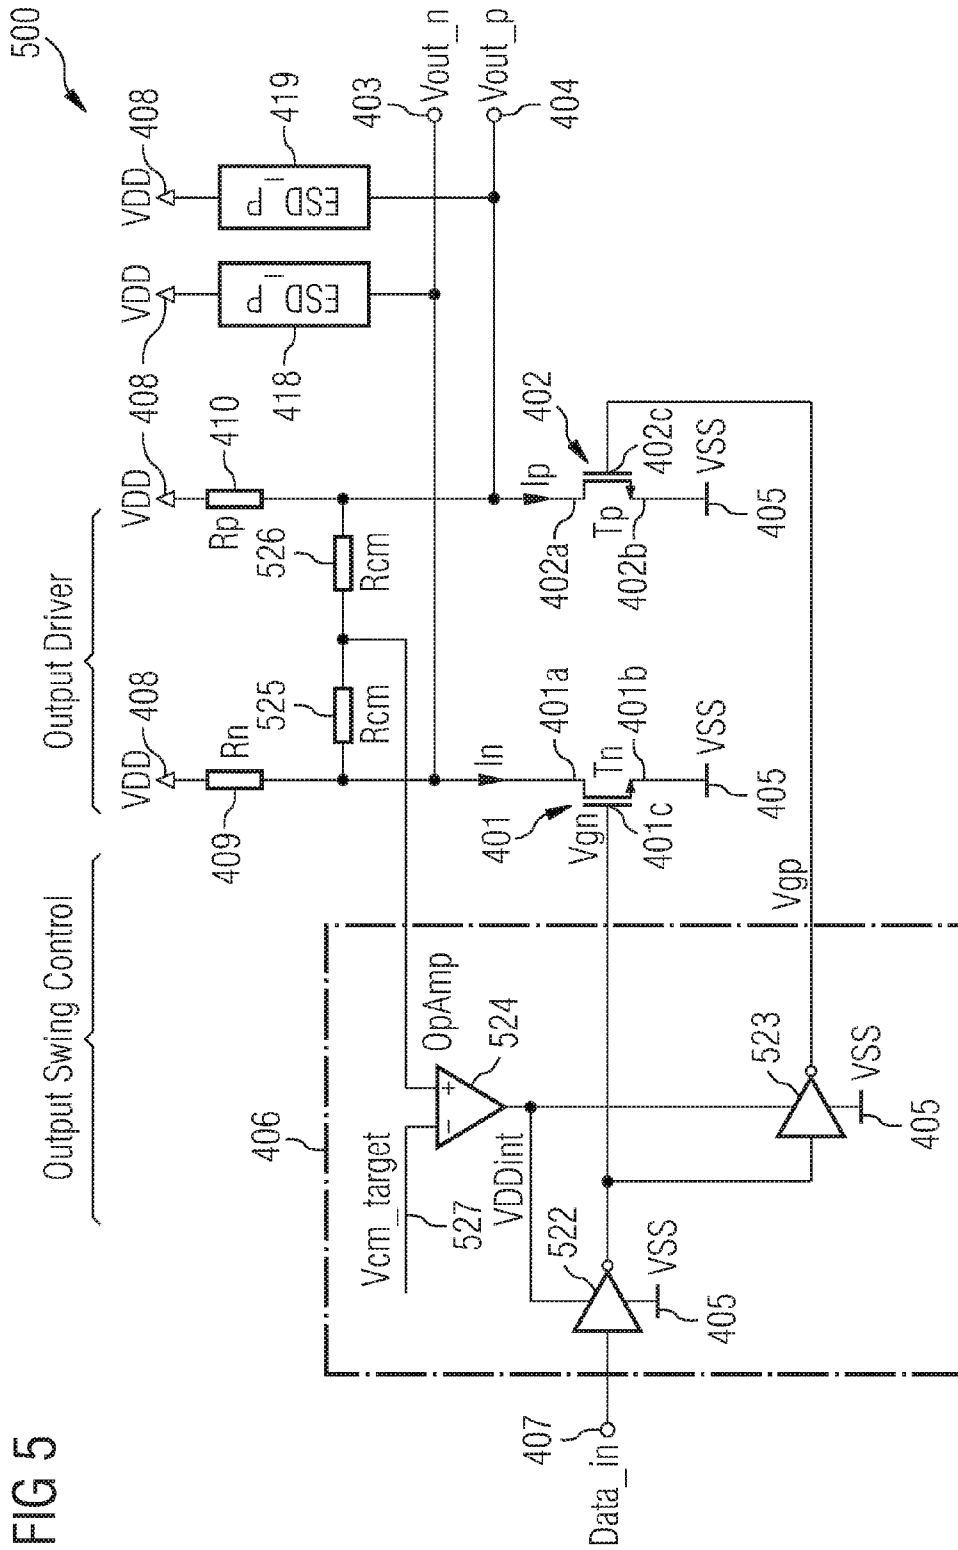 FIG 5
500
Output Swing Control
Output Driver
VDD
408
VDD
408
VDD
408
VDD
408
409
Rn
Rp
410
418
ESD_P
419
ESD_P
525
Rcm
526
Rcm
403
Vout_n
Vout_p
404
406
Vcm_target
527
OpAmp
524
-
+
VDDint
In
Ip
401
401a
Tn
401b
401c
Vgn
VSS
405
402
402a
Tp
402b
402c
VSS
405
Vgp
407
Data_in
522
VSS
405
523
VSS
405